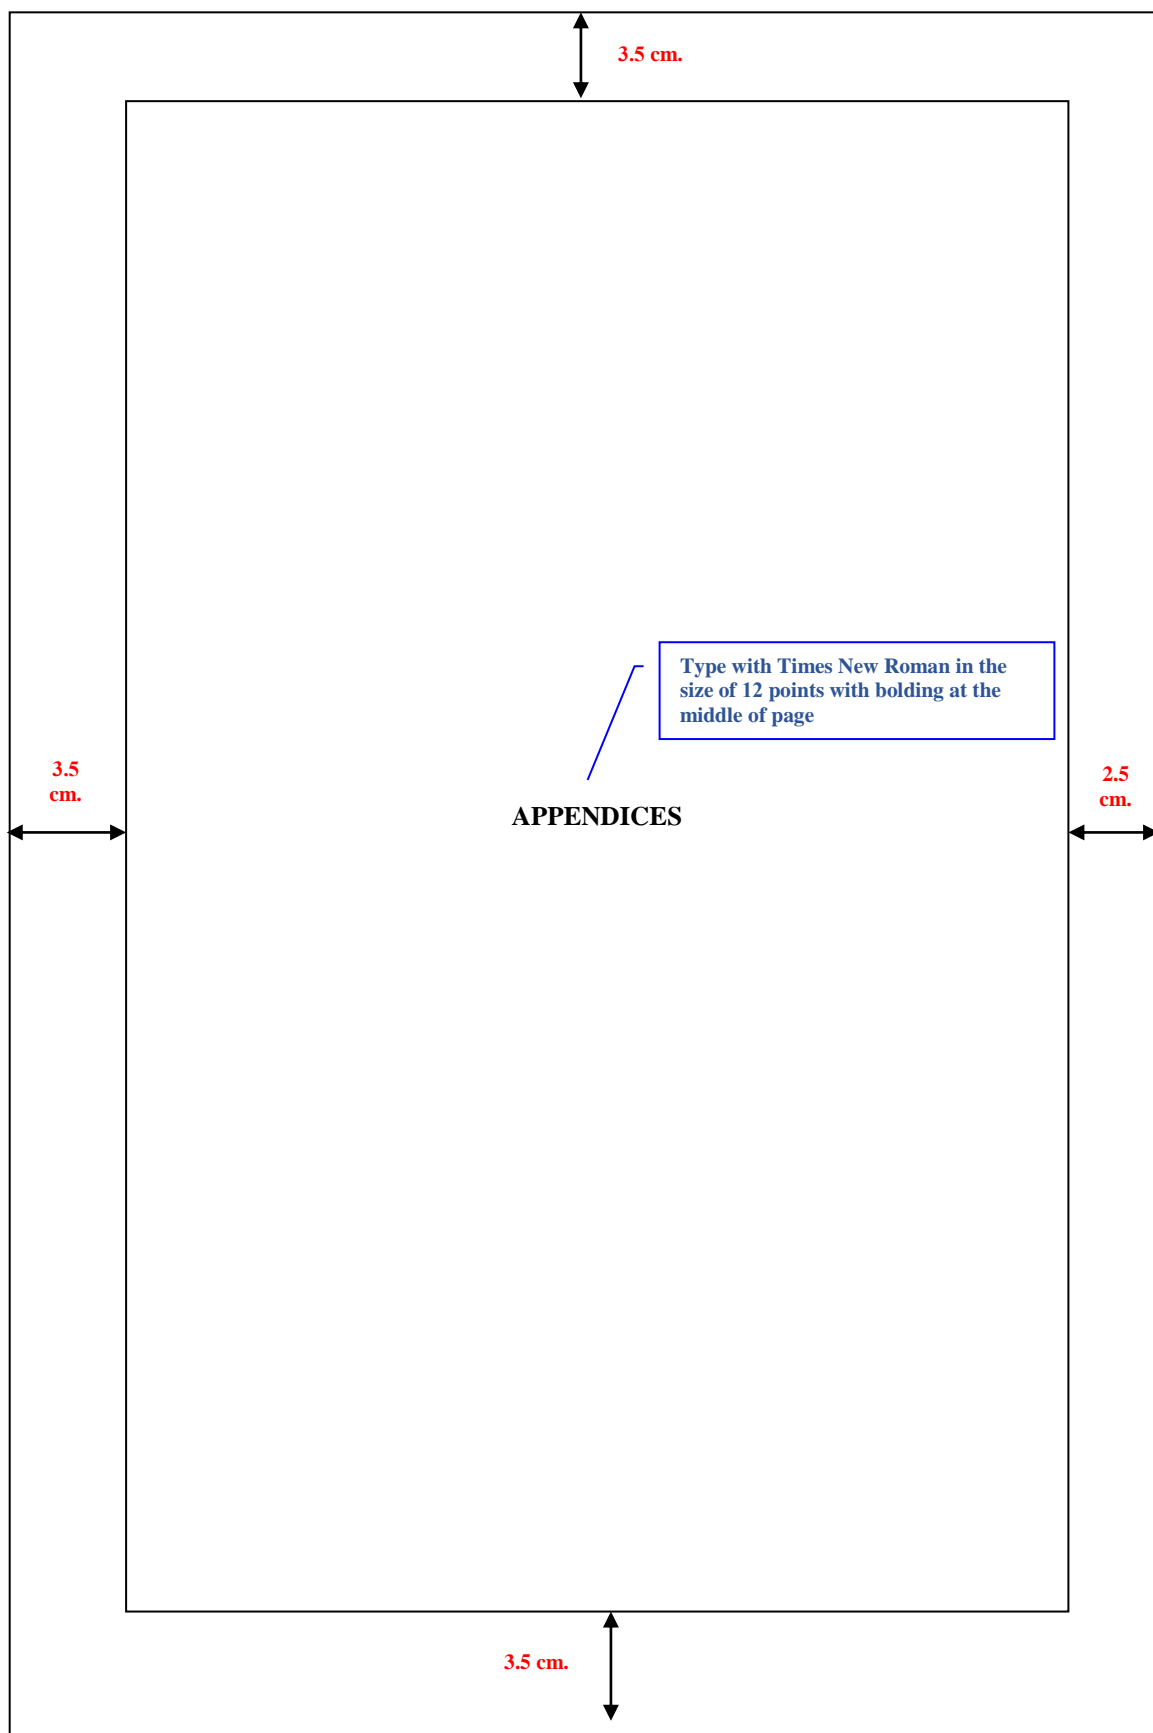 3.5 cm.
Type with Times New Roman in the
size of 12 points with bolding at the
middle of page
3.5
cm.
2.5
cm.
APPENDICES
3.5 cm.